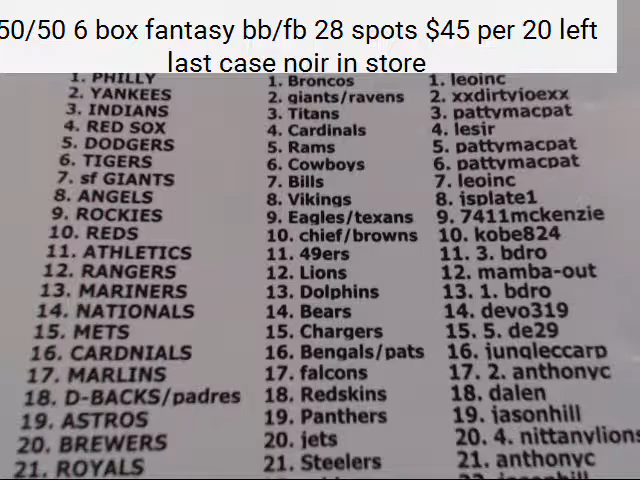 50/50 6 box fantasy bb/fb 28 spots $45 per 20 left
last case noir in store
1. PHILLY 1. Broncos 1. leoinc
2. YANKEES 2. giants/ravens 2. xxdirtyjoexx
3. INDIANS 3. Titans 3. pattymacpat
4. RED SOX 4. Cardinals 4. lesir
5. DODGERS 5. Rams 5. pattymacpat
6. TIGERS 6. Cowboys 6. pattymacpat
7. sf GIANTS 7. Bills 7. leoinc
8. ANGELS 8. Vikings 8. jsplate1
9. ROCKIES 9. Eagles/texans 9. 7411mckenzie
10. REDS 10. chief/browns 10. kobe824
11. ATHLETICS 11. 49ers 11. 3. bdro
12. RANGERS 12. Lions 12. mamba-out
13. MARINERS 13. Dolphins 13. 1. bdro
14. NATIONALS 14. Bears 14. devo319
15. METS 15. Chargers 15. 5. de29
16. CARDNIALS 16. Bengals/pats 16. jungleccarp
17. MARLINS 17. falcons 17. 2. anthonyc
18. D-BACKS/padres 18. Redskins 18. dalen
19. ASTROS 19. Panthers 19. jasonhill
20. BREWERS 20. jets 20. 4. nittanylions
21. ROYALS 21. Steelers 21. anthonyc